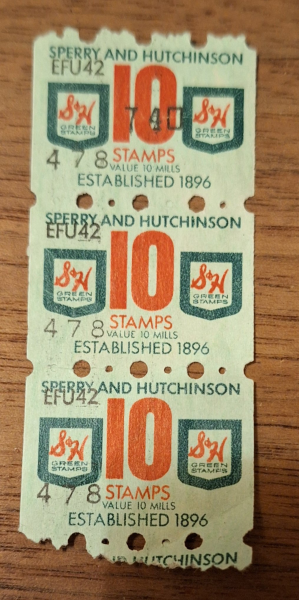 SPERRY AND HUTCHINSON
EFU42
10
740
S&H
GREEN
STAMPS
S&H
GREEN
STAMPS
478
STAMPS
VALUE 10 MILLS
ESTABLISHED 1896
SPERRY AND HUTCHINSON
EFU42
10
S&H
GREEN
STAMPS
S&H
GREEN
STAMPS
478
STAMPS
VALUE 10 MILLS
ESTABLISHED 1896
SPERRY AND HUTCHINSON
EFU42
10
S&H
GREEN
STAMPS
S&H
GREEN
STAMPS
478
STAMPS
VALUE 10 MILLS
ESTABLISHED 1896
HUTCHINSON